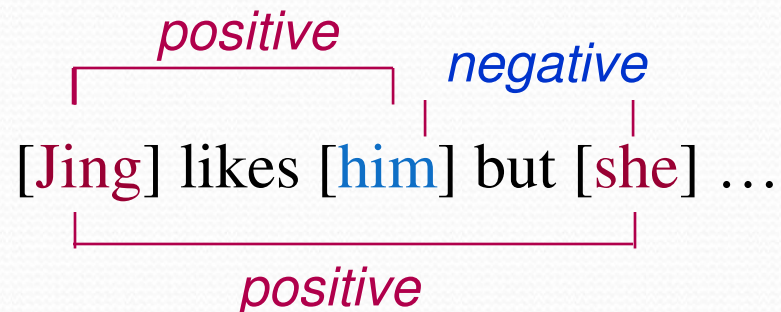 positive
negative
[Jing] likes [him] but [she] …
positive